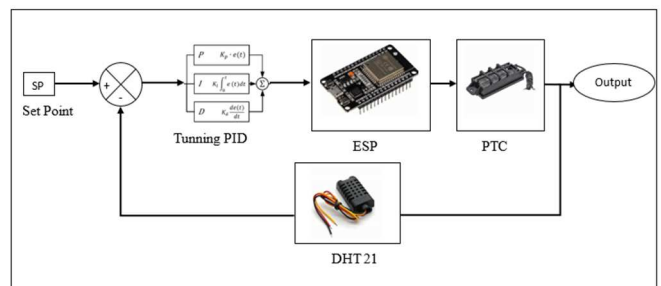 SP
Set Point
+
-
P K_p · e(t)
I K_i ∫_0^t e(t)dt
D K_d de(t)/dt
Σ
Tunning PID
ESP
PTC
Output
DHT 21